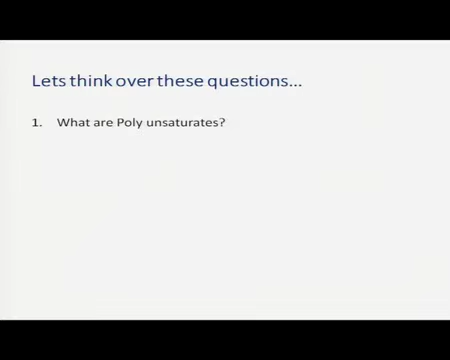 Lets think over these questions...
1. What are Poly unsaturates?